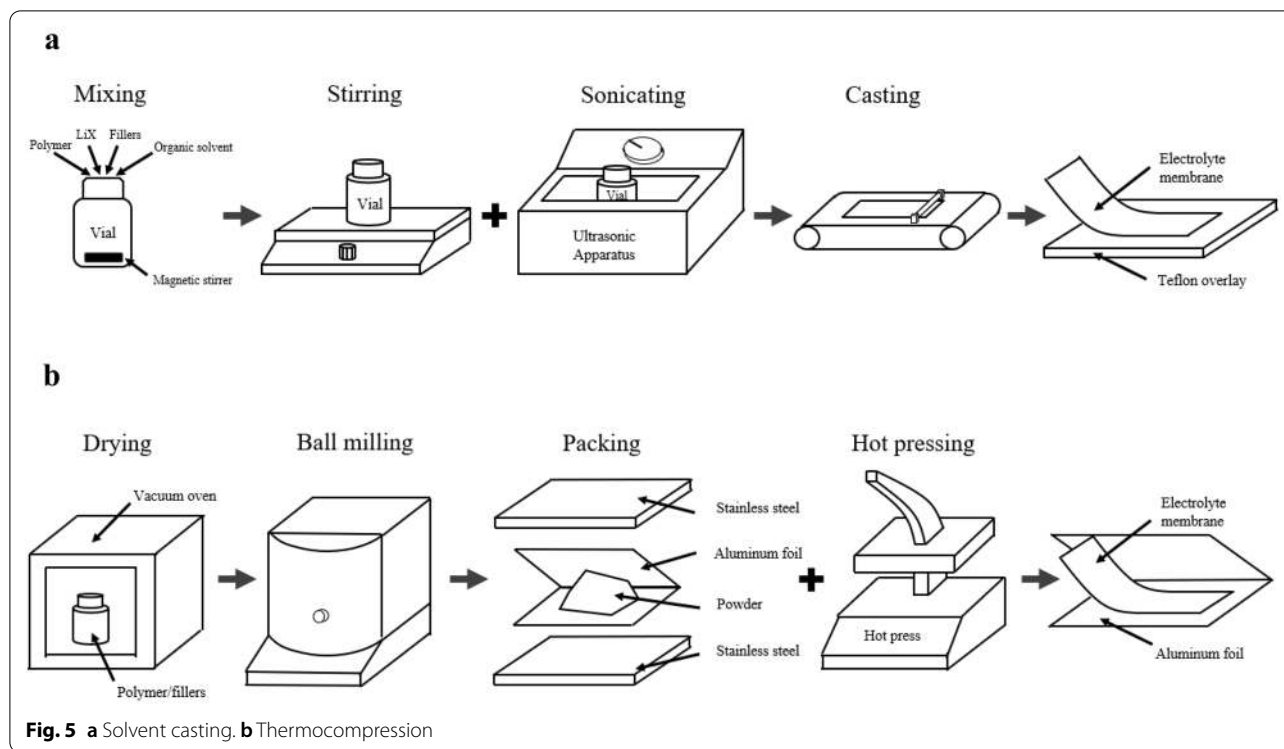 a
Mixing
Stirring
Sonicating
Casting
LiX
Fillers
Polymer
Organic solvent
Vial
Magnetic stirrer
Vial
Vial
Ultrasonic
Apparatus
Electrolyte
membrane
Teflon overlay
b
Drying
Ball milling
Packing
Hot pressing
Vacuum oven
Polymer/fillers
Stainless steel
Aluminum foil
Powder
Stainless steel
Hot press
Electrolyte
membrane
Aluminum foil
Fig. 5 a Solvent casting. b Thermocompression